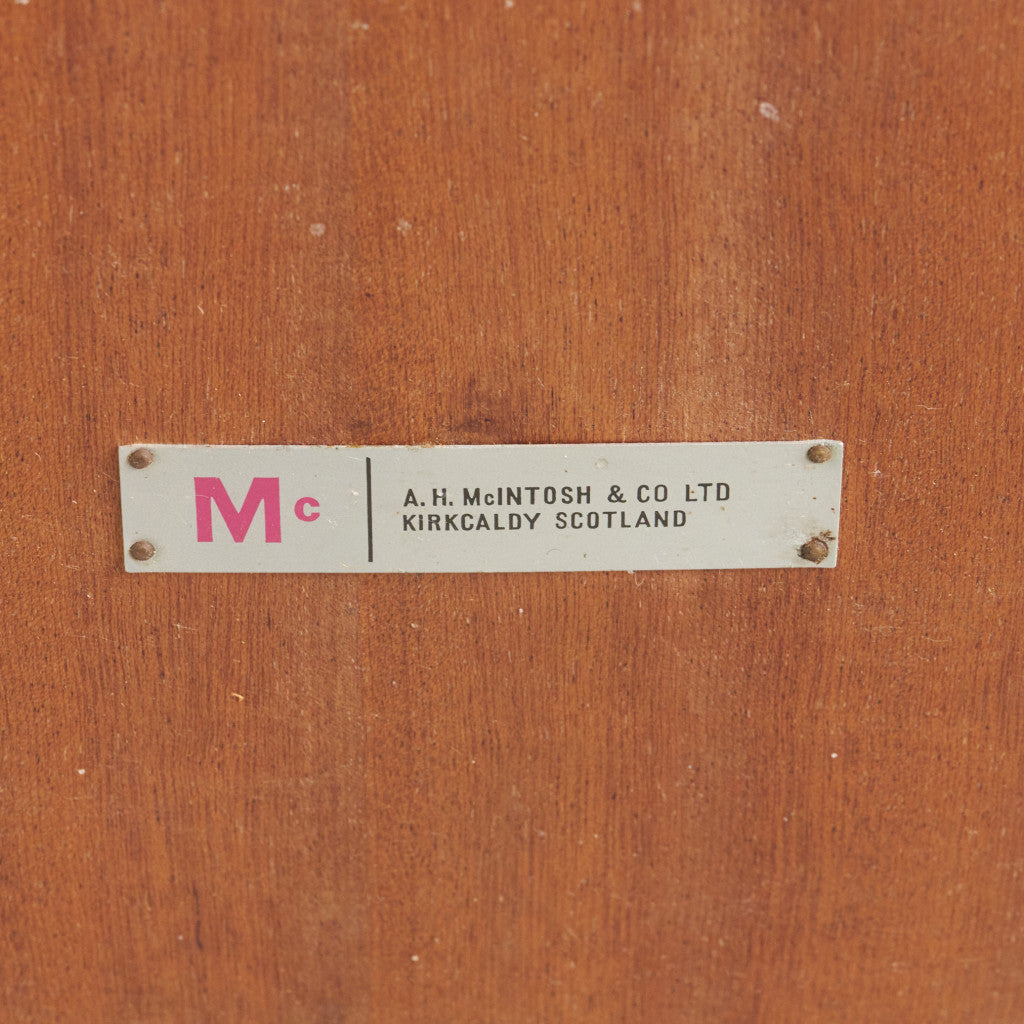 Mc
A.H. McINTOSH & CO LTD
KIRKCALDY SCOTLAND